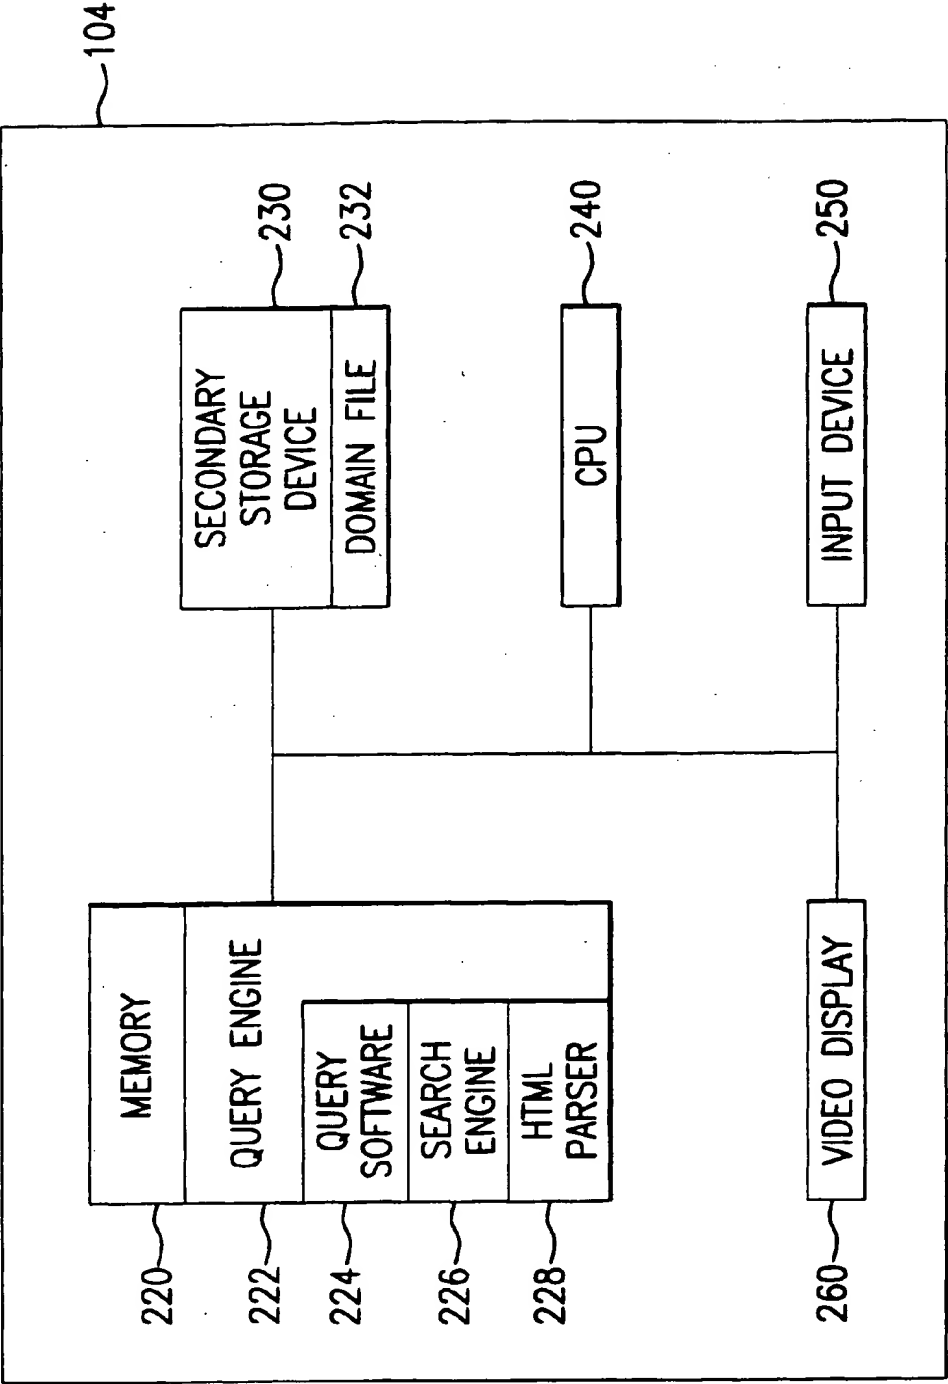 104
220
MEMORY
222
QUERY ENGINE
224
QUERY
SOFTWARE
226
SEARCH
ENGINE
228
HTML
PARSER
SECONDARY
STORAGE
DEVICE
230
DOMAIN FILE
232
CPU
240
260
VIDEO DISPLAY
INPUT DEVICE
250